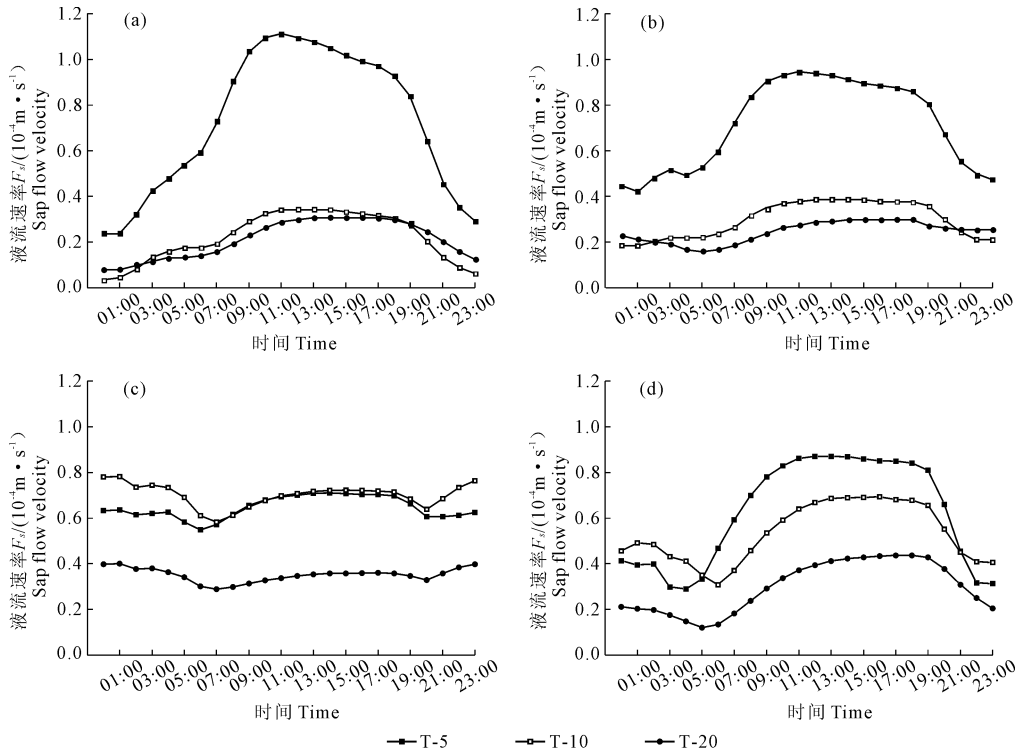 (a)
液流速率Fs/(10⁻⁴m·s⁻¹)
Sap flow velocity
1.2
1.0
0.8
0.6
0.4
0.2
0.0
01:00 03:00 05:00 07:00 09:00 11:00 13:00 15:00 17:00 19:00 21:00 23:00
时间 Time
(b)
液流速率Fs/(10⁻⁴m·s⁻¹)
Sap flow velocity
1.2
1.0
0.8
0.6
0.4
0.2
0.0
01:00 03:00 05:00 07:00 09:00 11:00 13:00 15:00 17:00 19:00 21:00 23:00
时间 Time
(c)
液流速率Fs/(10⁻⁴m·s⁻¹)
Sap flow velocity
1.2
1.0
0.8
0.6
0.4
0.2
0.0
01:00 03:00 05:00 07:00 09:00 11:00 13:00 15:00 17:00 19:00 21:00 23:00
时间 Time
(d)
液流速率Fs/(10⁻⁴m·s⁻¹)
Sap flow velocity
1.2
1.0
0.8
0.6
0.4
0.2
0.0
01:00 03:00 05:00 07:00 09:00 11:00 13:00 15:00 17:00 19:00 21:00 23:00
时间 Time
T-5 T-10 T-20